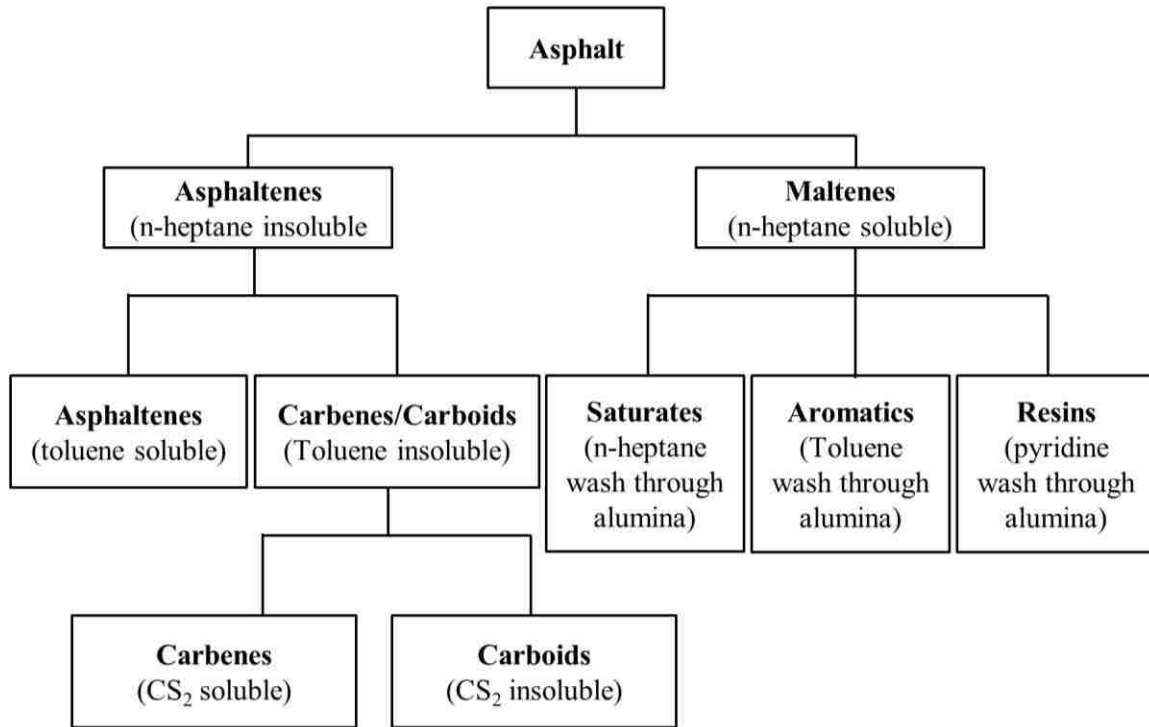 Asphalt
Asphaltenes
(n-heptane insoluble
Maltenes
(n-heptane soluble)
Asphaltenes
(toluene soluble)
Carbenes/Carboids
(Toluene insoluble)
Saturates
(n-heptane
wash through
alumina)
Aromatics
(Toluene
wash through
alumina)
Resins
(pyridine
wash through
alumina)
Carbenes
(CS₂ soluble)
Carboids
(CS₂ insoluble)